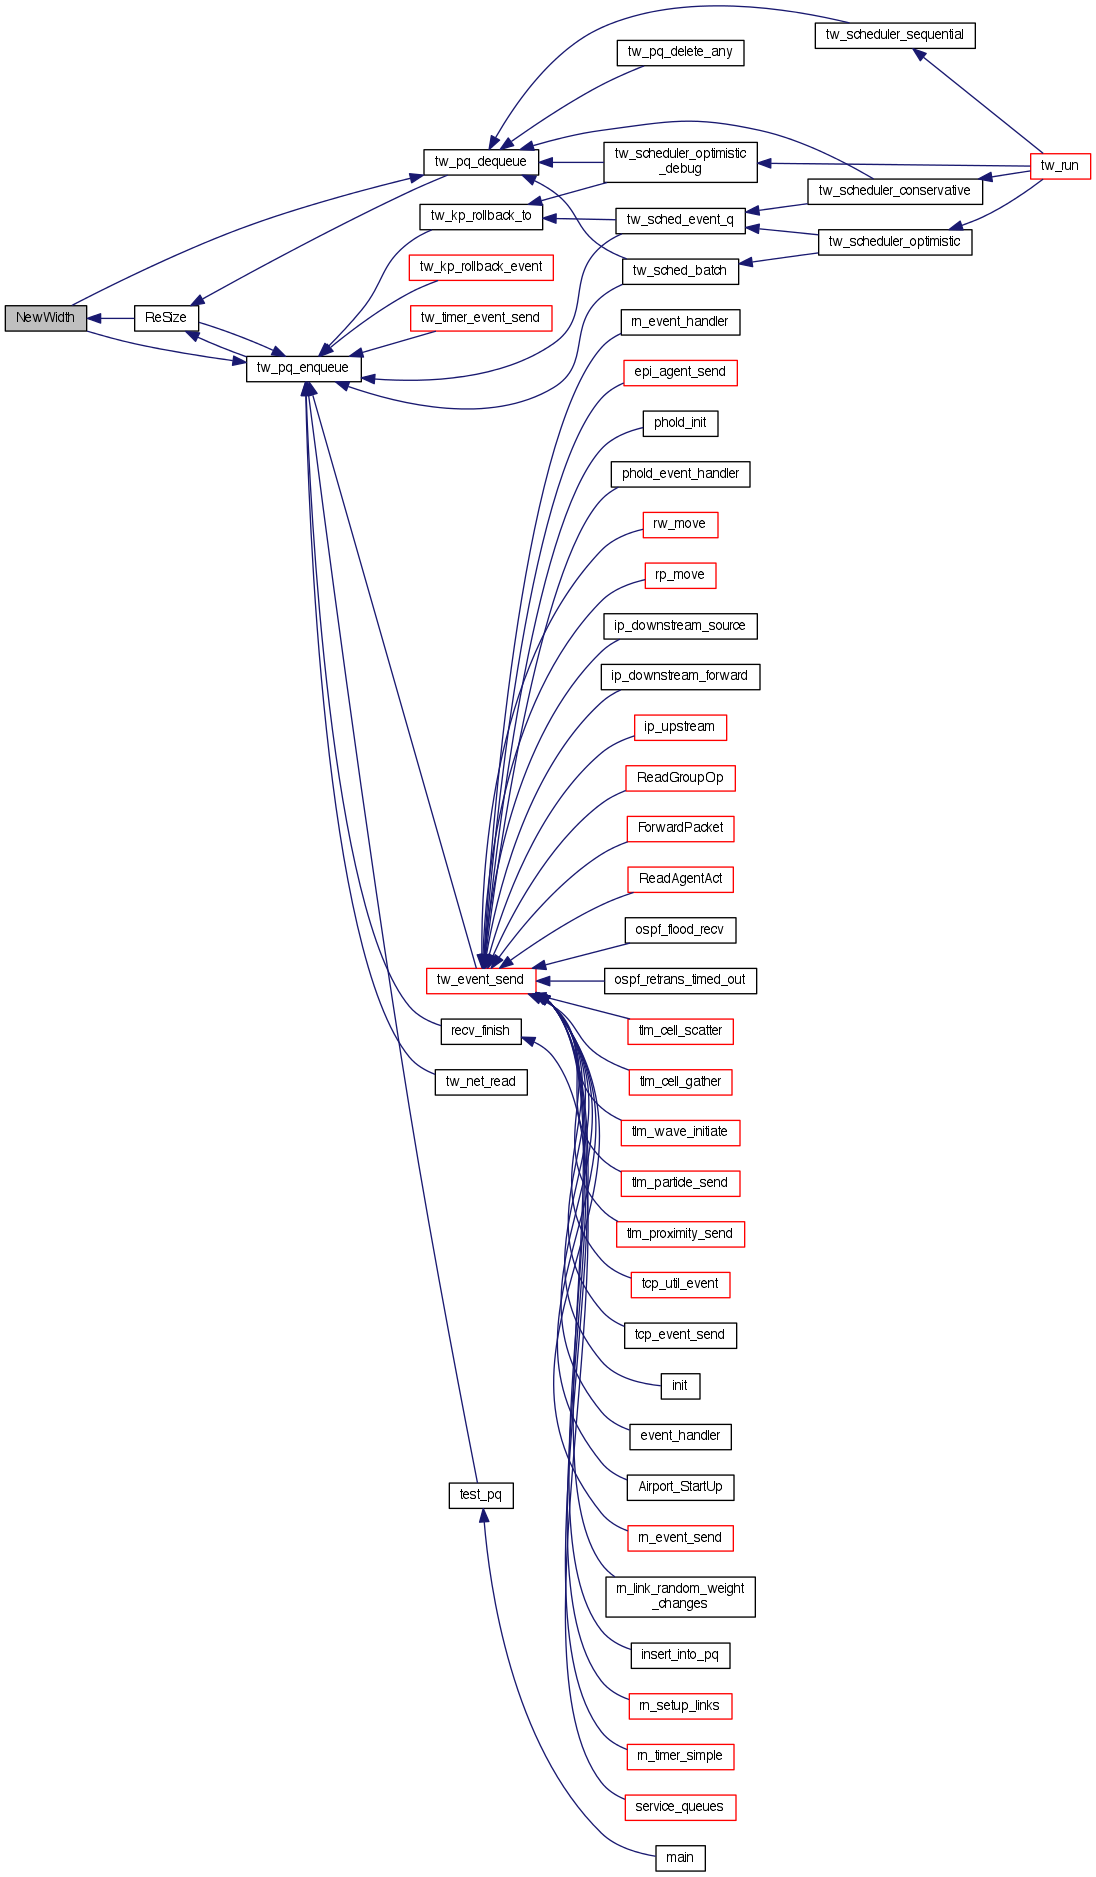 tw_scheduler_sequential
tw_pq_delete_any
tw_pq_dequeue
tw_scheduler_optimistic
_debug
tw_run
tw_scheduler_conservative
tw_kp_rollback_to
tw_sched_event_q
tw_scheduler_optimistic
tw_kp_rollback_event
tw_sched_batch
NewWidth
ReSize
tw_timer_event_send
rn_event_handler
tw_pq_enqueue
epi_agent_send
phold_init
phold_event_handler
rw_move
rp_move
ip_downstream_source
ip_downstream_forward
ip_upstream
ReadGroupOp
ForwardPacket
ReadAgentAct
ospf_flood_recv
tw_event_send
ospf_retrans_timed_out
recv_finish
tlm_cell_scatter
tw_net_read
tlm_cell_gather
tlm_wave_initiate
tlm_particle_send
tlm_proximity_send
tcp_util_event
tcp_event_send
init
event_handler
Airport_StartUp
test_pq
rn_event_send
rn_link_random_weight
_changes
insert_into_pq
rn_setup_links
rn_timer_simple
service_queues
main